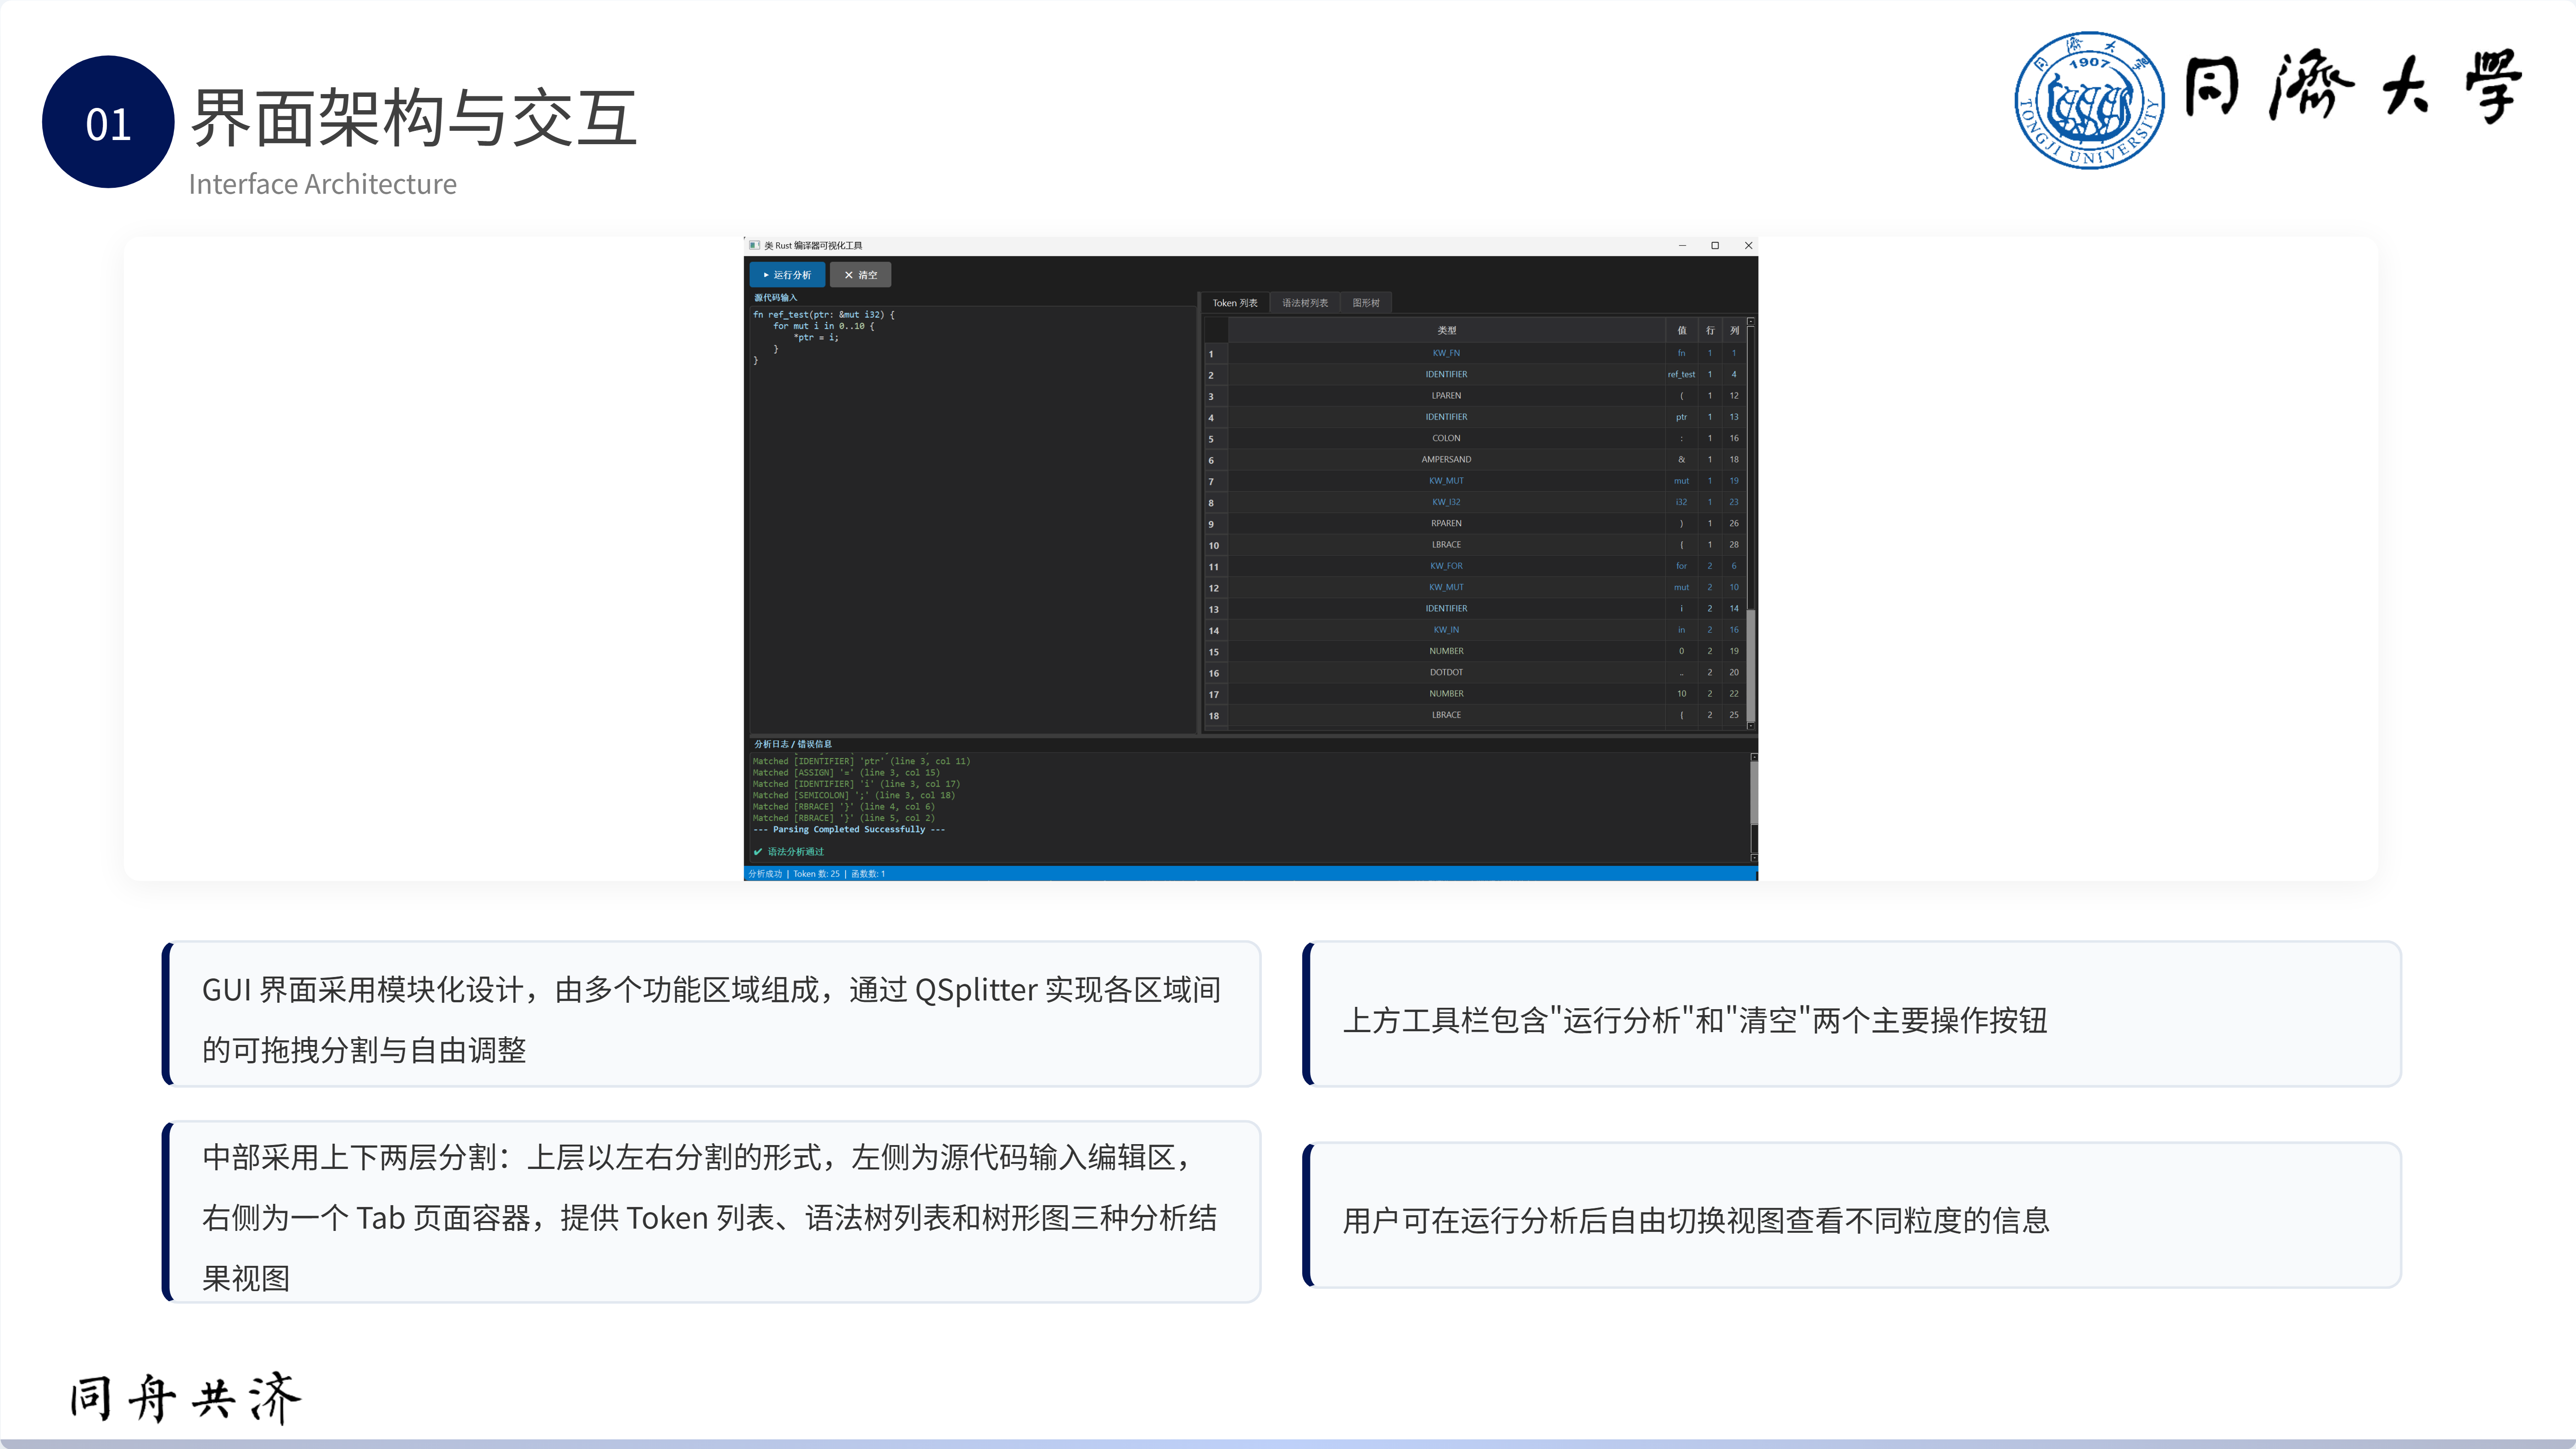 01
界面架构与交互
Interface Architecture
同濟大學
1907
TONGJI UNIVERSITY
类 Rust 编译器可视化工具
运行分析 清空
源代码输入
fn ref_test(ptr: &mut i32) {
    for mut i in 0..10 {
        *ptr = i;
    }
}
Token 列表 语法树列表 图形树
类型 值 行 列
1 KW_FN fn 1 1
2 IDENTIFIER ref_test 1 4
3 LPAREN ( 1 12
4 IDENTIFIER ptr 1 13
5 COLON : 1 16
6 AMPERSAND & 1 18
7 KW_MUT mut 1 19
8 KW_I32 i32 1 23
9 RPAREN ) 1 26
10 LBRACE { 1 28
11 KW_FOR for 2 6
12 KW_MUT mut 2 10
13 IDENTIFIER i 2 14
14 KW_IN in 2 16
15 NUMBER 0 2 19
16 DOTDOT .. 2 20
17 NUMBER 10 2 22
18 LBRACE { 2 25
分析日志 / 错误信息
Matched [IDENTIFIER] 'ptr' (line 3, col 11)
Matched [ASSIGN] '=' (line 3, col 15)
Matched [IDENTIFIER] 'i' (line 3, col 17)
Matched [SEMICOLON] ';' (line 3, col 18)
Matched [RBRACE] '}' (line 4, col 6)
Matched [RBRACE] '}' (line 5, col 2)
--- Parsing Completed Successfully ---
✔ 语法分析通过
分析成功 | Token 数: 25 | 函数数: 1
GUI 界面采用模块化设计，由多个功能区域组成，通过 QSplitter 实现各区域间
的可拖拽分割与自由调整
上方工具栏包含"运行分析"和"清空"两个主要操作按钮
中部采用上下两层分割：上层以左右分割的形式，左侧为源代码输入编辑区，
右侧为一个 Tab 页面容器，提供 Token 列表、语法树列表和树形图三种分析结
果视图
用户可在运行分析后自由切换视图查看不同粒度的信息
同舟共济